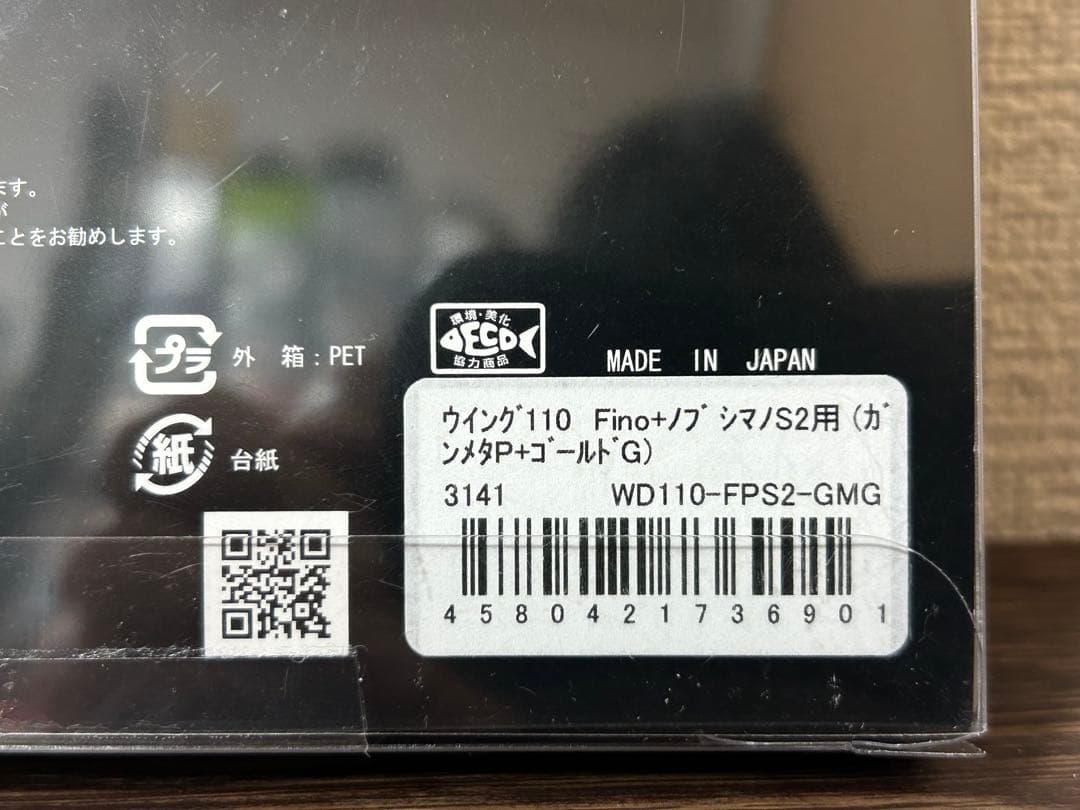 ます。
が
ことをお勧めします。
プラ 外 箱：PET
環境・美化
ECO
協力商品
MADE IN JAPAN
紙 台紙
ｳｲﾝｸﾞ110 Fino+ﾉﾌﾞ ｼﾏﾉS2用 (ｶﾞ
ﾝﾒﾀP+ｺﾞｰﾙﾄﾞG)
3141 WD110-FPS2-GMG
4580421736901